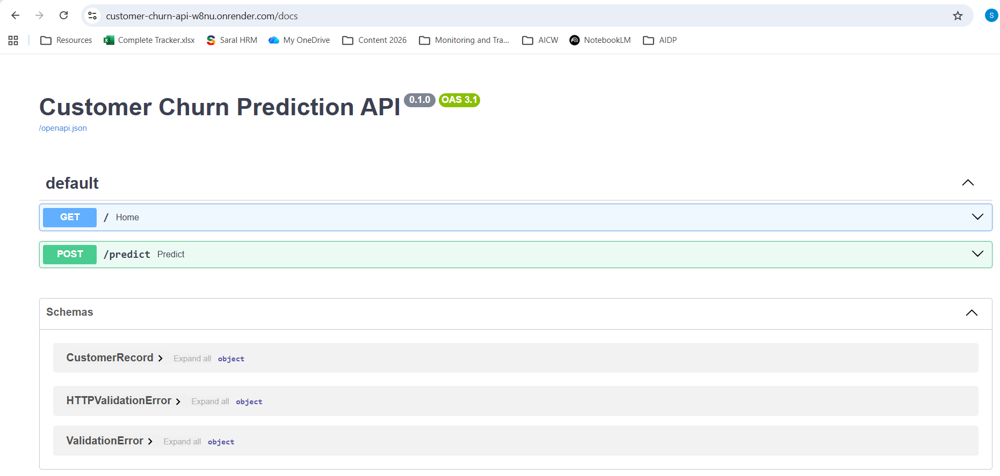 customer-churn-api-w8nu.onrender.com/docs
S
Resources Complete Tracker.xlsx Saral HRM My OneDrive Content 2026 Monitoring and Tra... AICW NotebookLM AIDP
Customer Churn Prediction API 0.1.0 OAS 3.1
/openapi.json
default
GET / Home
POST /predict Predict
Schemas
CustomerRecord Expand all object
HTTPValidationError Expand all object
ValidationError Expand all object